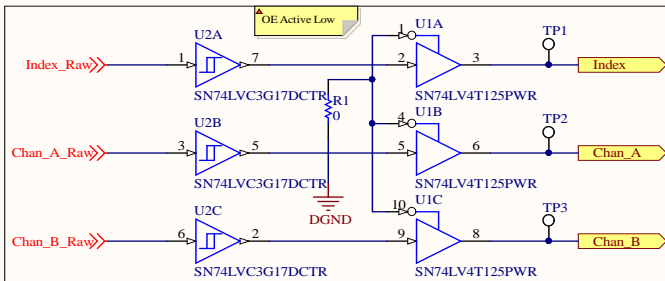 OE Active Low
U2A U1A TP1
Index_Raw 1 7 1 2 3 Index
SN74LVC3G17DCTR R1 SN74LV4T125PWR
0
U2B U1B TP2
Chan_A_Raw 3 5 4 5 6 Chan_A
SN74LVC3G17DCTR SN74LV4T125PWR
DGND
U2C U1C TP3
Chan_B_Raw 6 2 10 9 8 Chan_B
SN74LVC3G17DCTR SN74LV4T125PWR